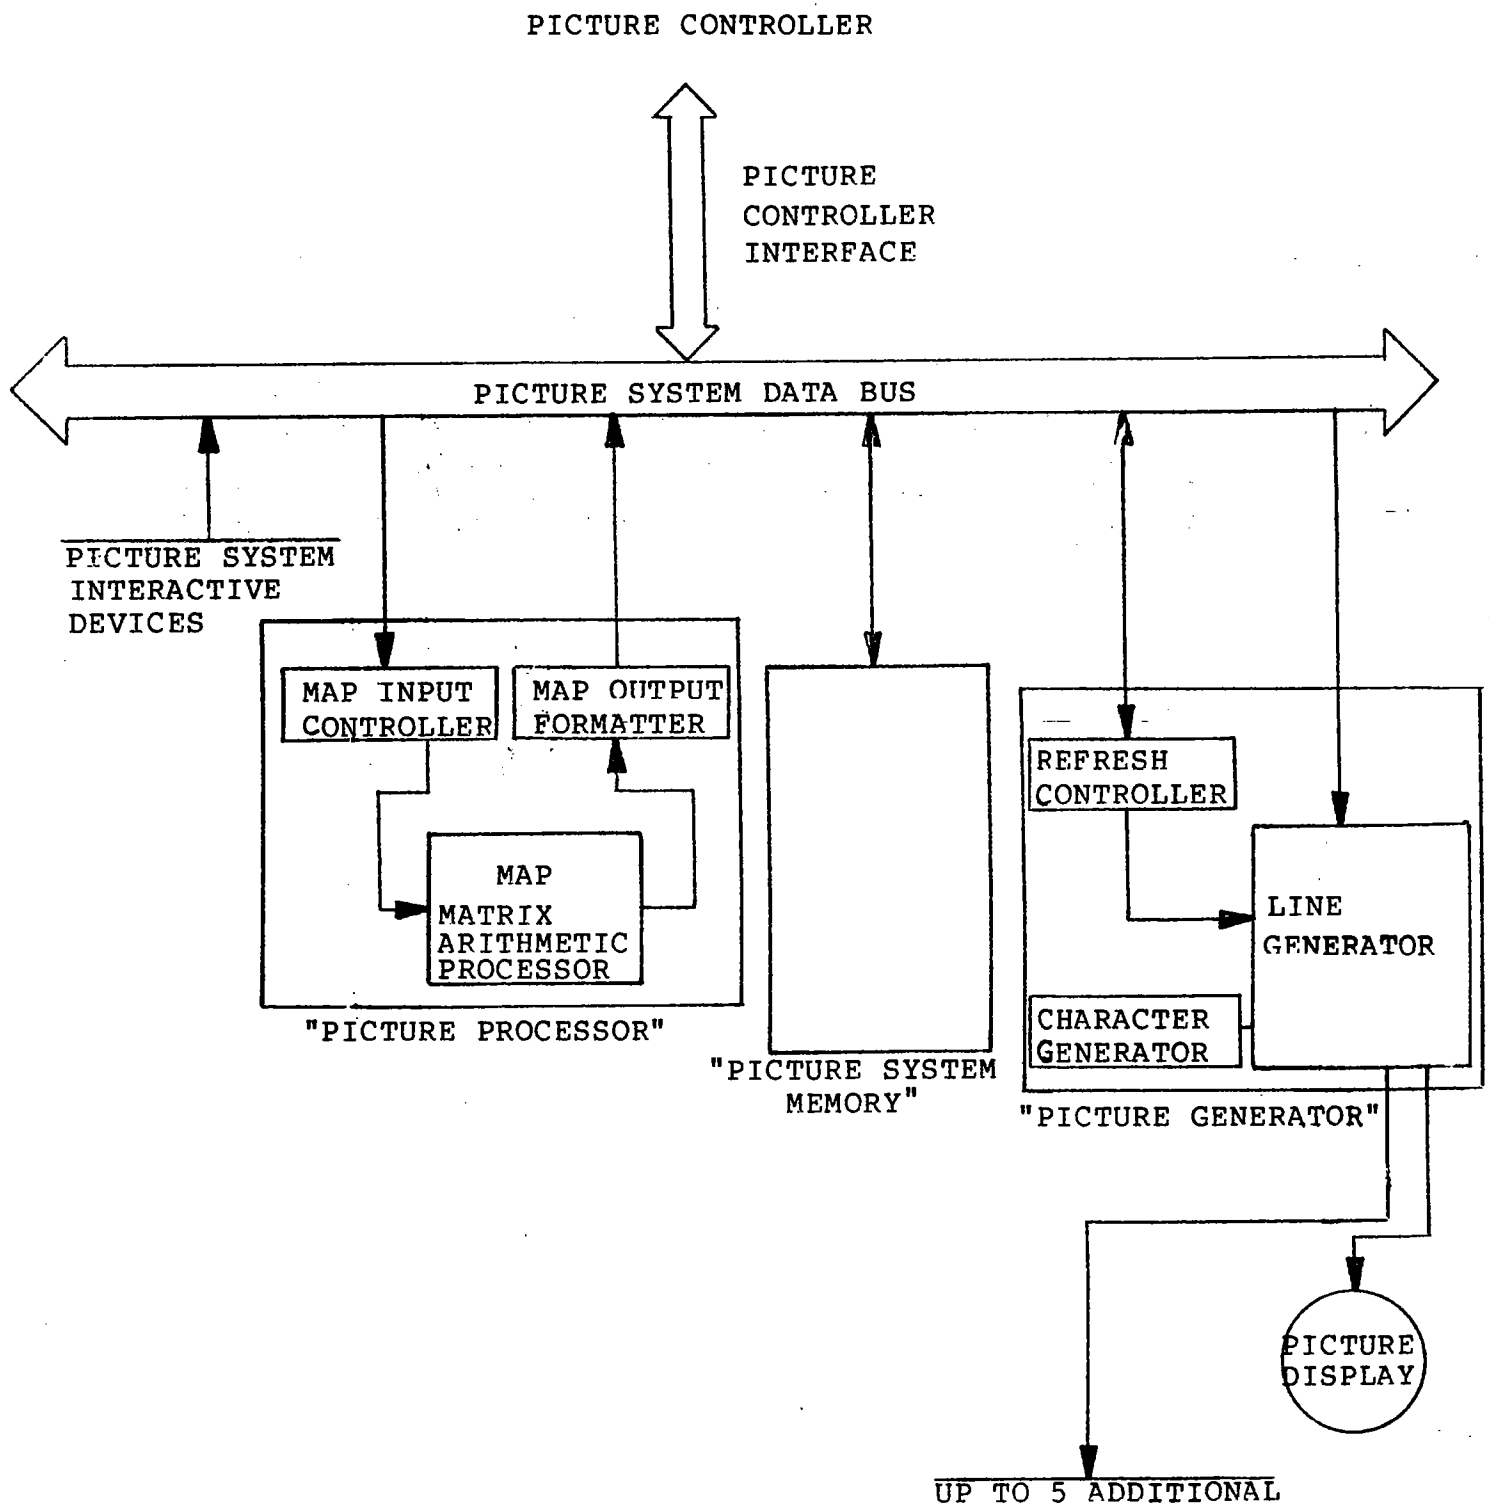 PICTURE CONTROLLER
PICTURE
CONTROLLER
INTERFACE
PICTURE SYSTEM DATA BUS
PICTURE SYSTEM
INTERACTIVE
DEVICES
MAP INPUT
CONTROLLER
MAP OUTPUT
FORMATTER
MAP
MATRIX
ARITHMETIC
PROCESSOR
"PICTURE PROCESSOR"
"PICTURE SYSTEM
MEMORY"
REFRESH
CONTROLLER
LINE
GENERATOR
CHARACTER
GENERATOR
"PICTURE GENERATOR"
PICTURE
DISPLAY
UP TO 5 ADDITIONAL